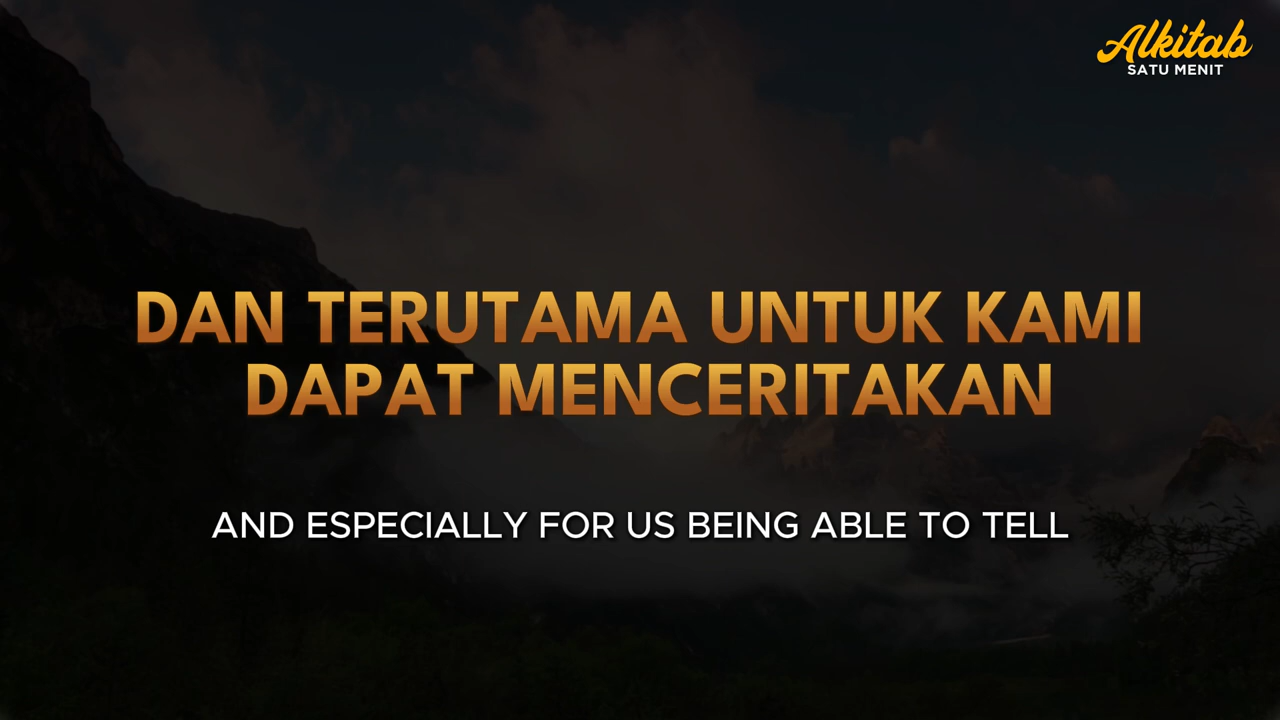 Alkitab
SATU MENIT
DAN TERUTAMA UNTUK KAMI
DAPAT MENCERITAKAN
AND ESPECIALLY FOR US BEING ABLE TO TELL